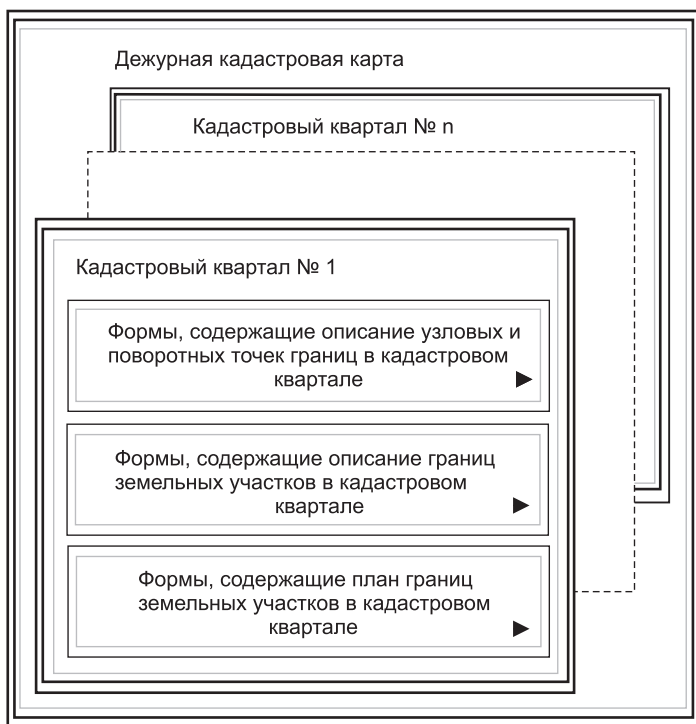 Дежурная кадастровая карта
Кадастровый квартал № n
Кадастровый квартал № 1
Формы, содержащие описание узловых и
поворотных точек границ в кадастровом
квартале
Формы, содержащие описание границ
земельных участков в кадастровом
квартале
Формы, содержащие план границ
земельных участков в кадастровом
квартале